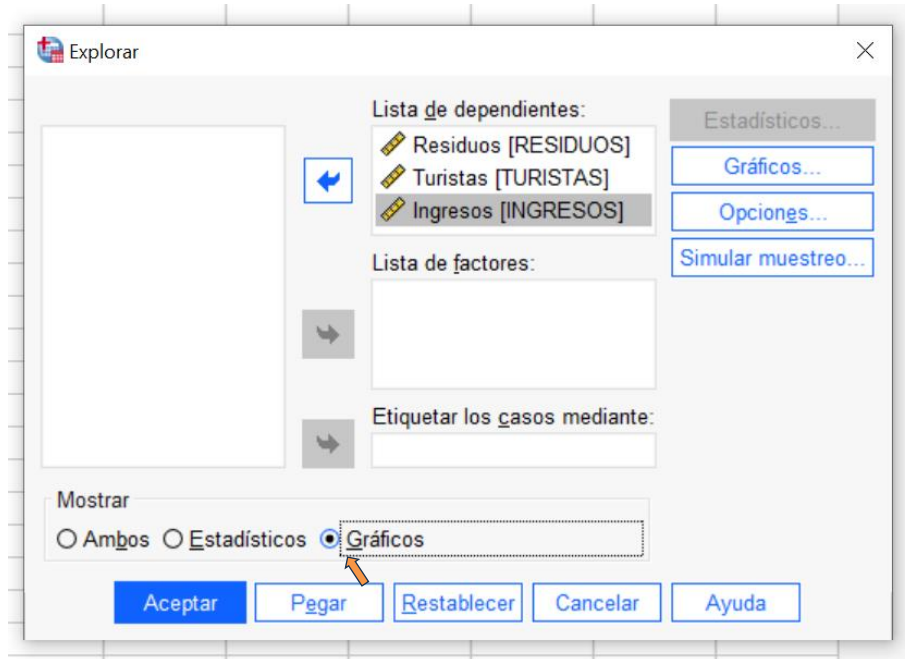 Explorar
Lista de dependientes:
Residuos [RESIDUOS]
Turistas [TURISTAS]
Ingresos [INGRESOS]
Estadísticos...
Gráficos...
Opciones...
Simular muestreo...
Lista de factores:
Etiquetar los casos mediante:
Mostrar
Ambos Estadísticos Gráficos
Aceptar Pegar Restablecer Cancelar Ayuda